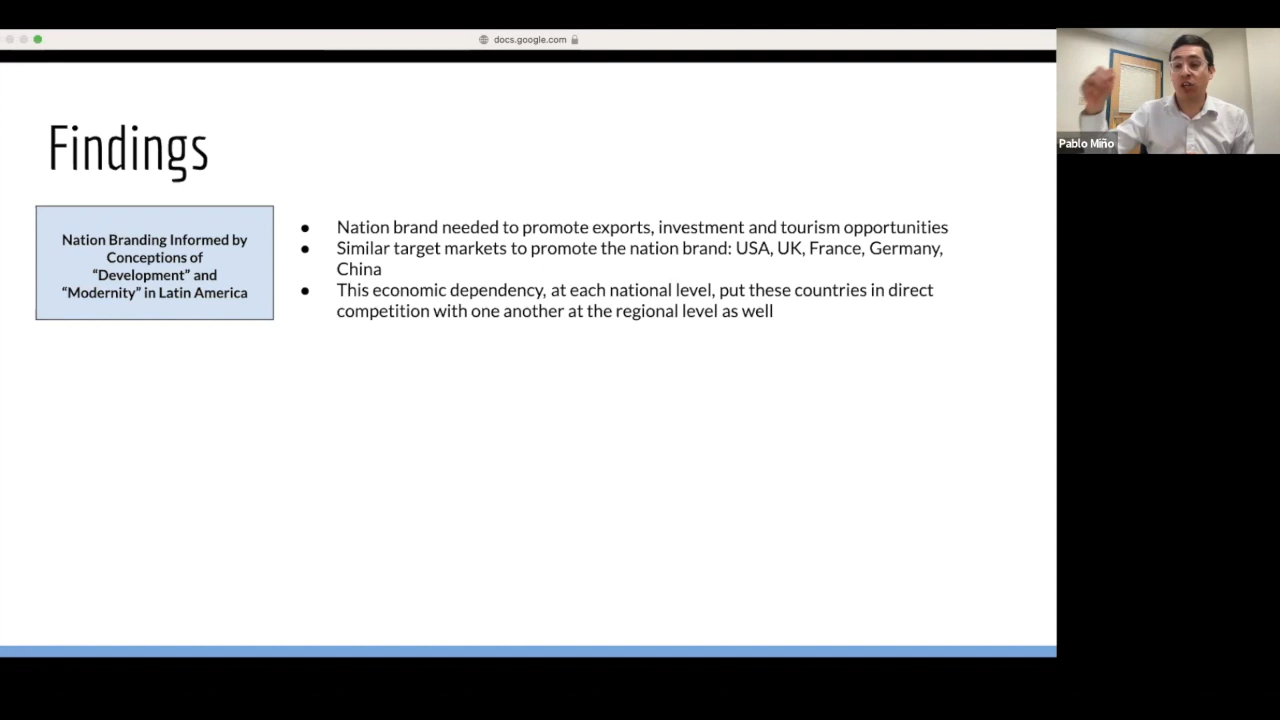 docs.google.com
Findings
Nation Branding Informed by
Conceptions of
“Development” and
“Modernity” in Latin America
● Nation brand needed to promote exports, investment and tourism opportunities
● Similar target markets to promote the nation brand: USA, UK, France, Germany,
China
● This economic dependency, at each national level, put these countries in direct
competition with one another at the regional level as well
Pablo Miño